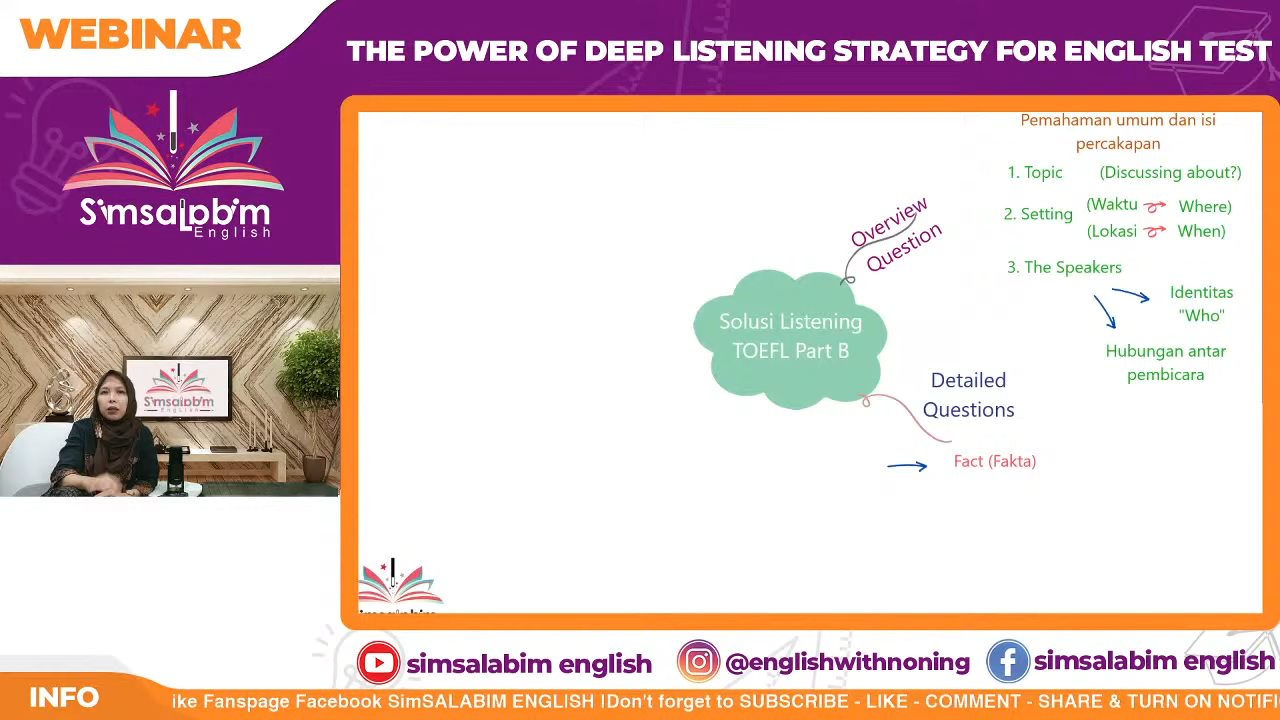 WEBINAR
THE POWER OF DEEP LISTENING STRATEGY FOR ENGLISH TEST
SimsaLabim
English
Simsalabim
English
Pemahaman umum dan isi
percakapan
1. Topic (Discussing about?)
2. Setting (Waktu Where)
(Lokasi When)
3. The Speakers
Identitas
"Who"
Hubungan antar
pembicara
Overview
Question
Solusi Listening
TOEFL Part B
Detailed
Questions
Fact (Fakta)
simsalabim english
@englishwithnoning
simsalabim english
INFO
ike Fanspage Facebook SimSALABIM ENGLISH IDon't forget to SUBSCRIBE - LIKE - COMMENT - SHARE & TURN ON NOTIFI